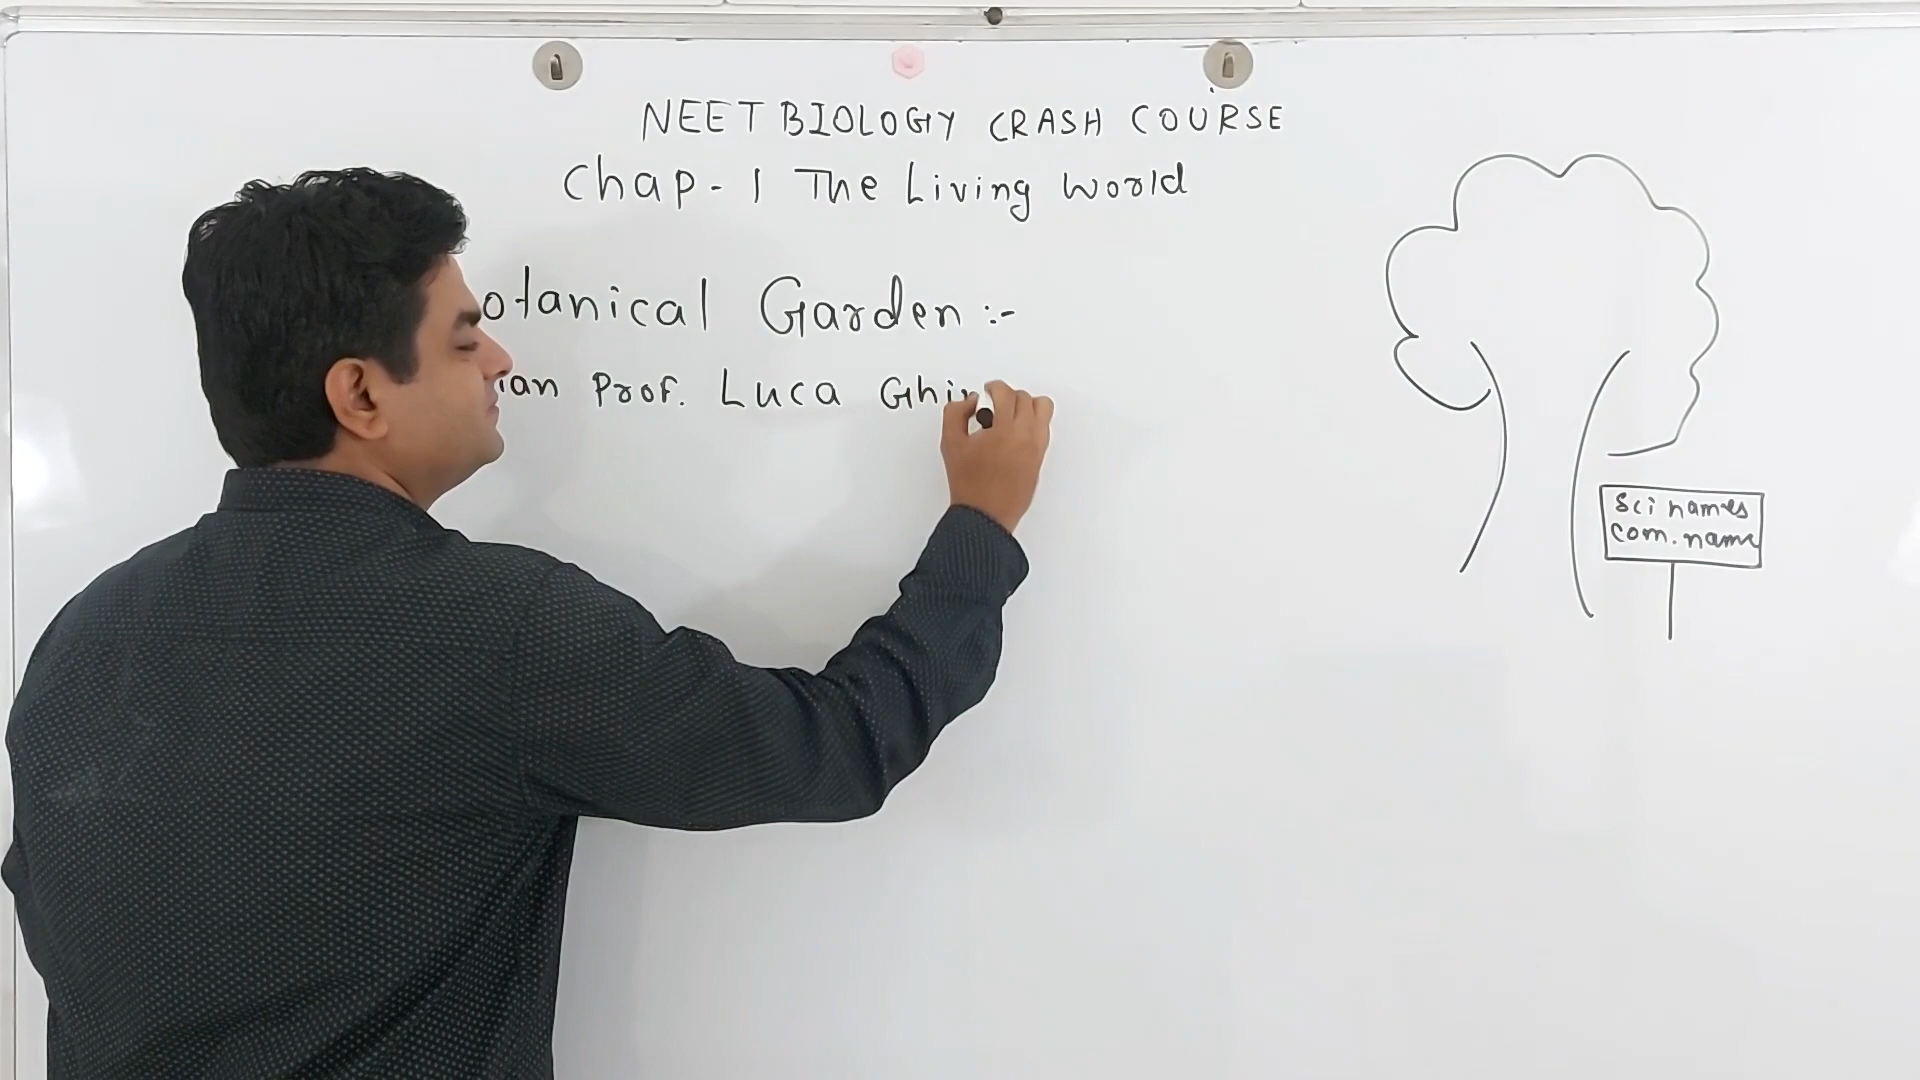 NEET BIOLOGY CRASH COURSE
Chap - 1 The Living World
otanical Garden :-
ian Prof. Luca Ghi
Sci names
com. name